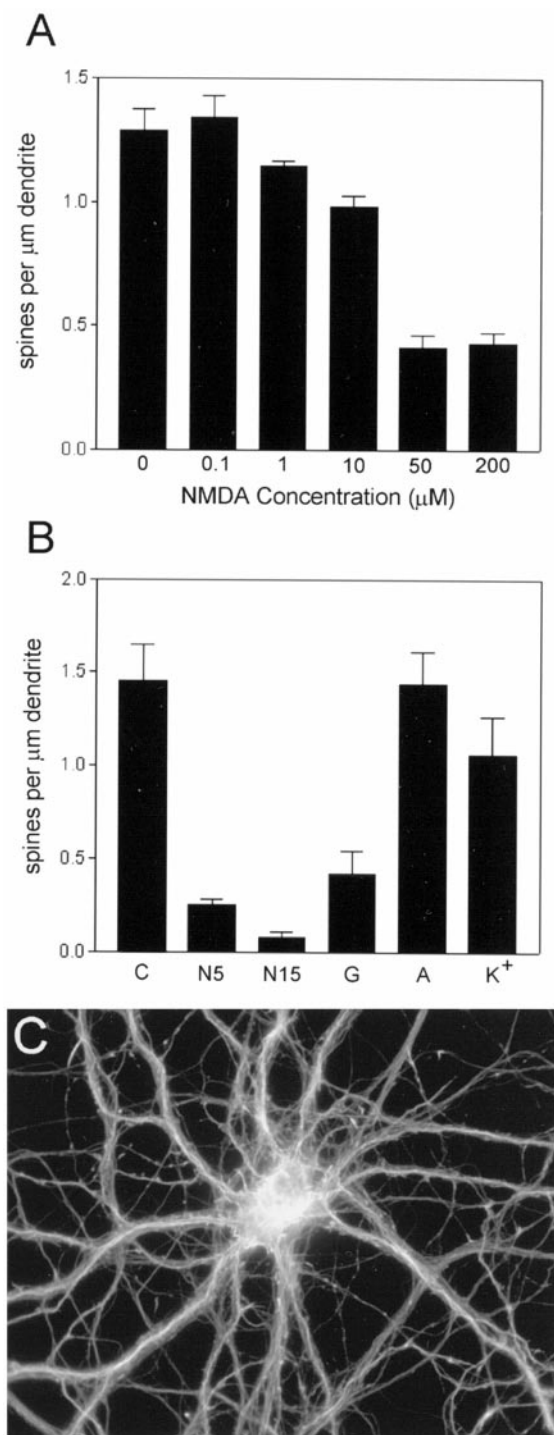 A
1.5
1.0
0.5
0.0
spines per µm dendrite
0 0.1 1 10 50 200
NMDA Concentration (µM)
B
2.0
1.5
1.0
0.5
0.0
spines per µm dendrite
C N5 N15 G A K+
C